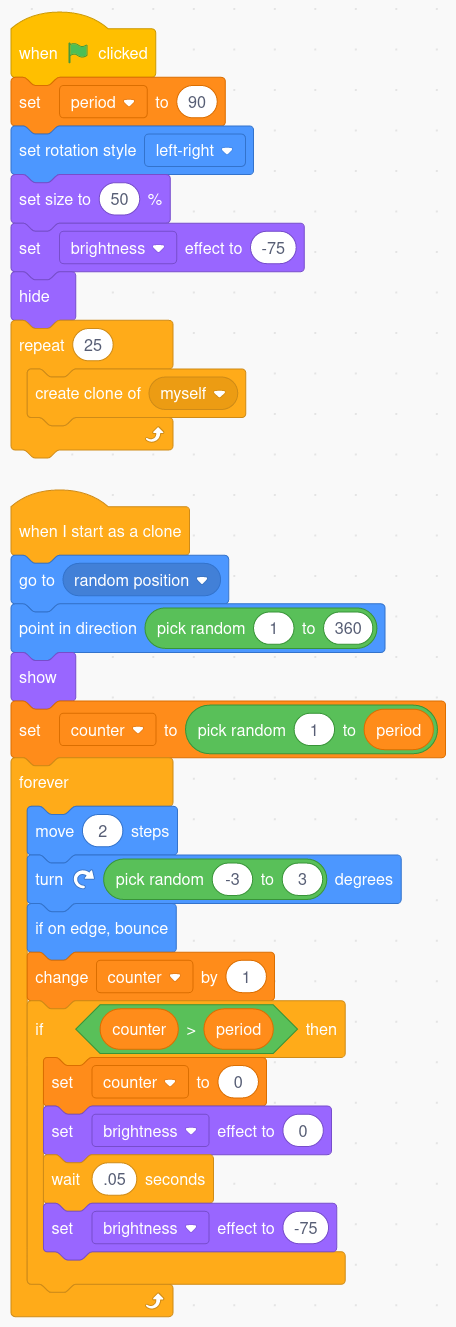 when clicked
set period to 90
set rotation style left-right
set size to 50 %
set brightness effect to -75
hide
repeat 25
create clone of myself
when I start as a clone
go to random position
point in direction pick random 1 to 360
show
set counter to pick random 1 to period
forever
move 2 steps
turn pick random -3 to 3 degrees
if on edge, bounce
change counter by 1
if counter > period then
set counter to 0
set brightness effect to 0
wait .05 seconds
set brightness effect to -75